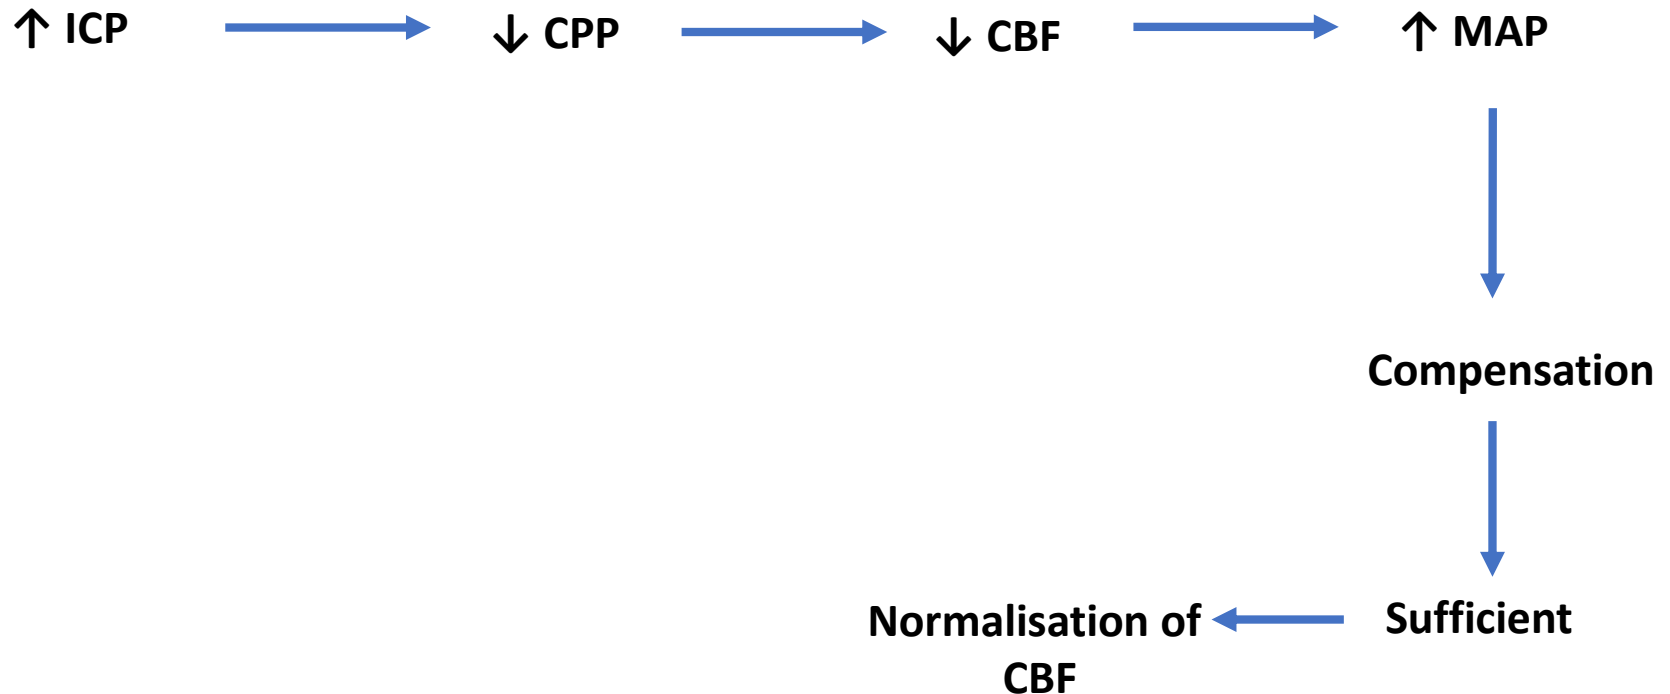 ↑ ICP
↓ CPP
↓ CBF
↑ MAP
Compensation
Sufficient
Normalisation of
CBF